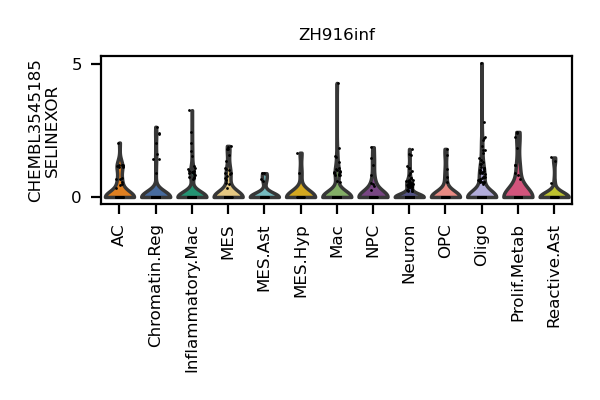 ZH916inf
CHEMBL3545185
SELINEXOR
5
0
AC
Chromatin.Reg
Inflammatory.Mac
MES
MES.Ast
MES.Hyp
Mac
NPC
Neuron
OPC
Oligo
Prolif.Metab
Reactive.Ast